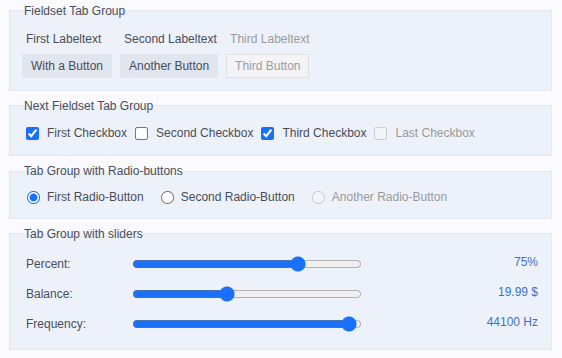 Fieldset Tab Group
First Labeltext Second Labeltext Third Labeltext
With a Button Another Button Third Button
Next Fieldset Tab Group
First Checkbox Second Checkbox Third Checkbox Last Checkbox
Tab Group with Radio-buttons
First Radio-Button Second Radio-Button Another Radio-Button
Tab Group with sliders
Percent: 75%
Balance: 19.99 $
Frequency: 44100 Hz